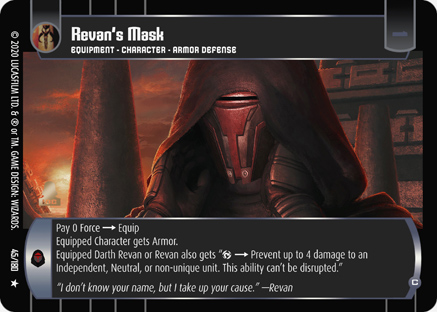 Revan's Mask
EQUIPMENT - CHARACTER - ARMOR DEFENSE
Pay 0 Force → Equip
Equipped Character gets Armor.
Equipped Darth Revan or Revan also gets “ → Prevent up to 4 damage to an
Independent, Neutral, or non-unique unit. This ability can't be disrupted.”
“I don't know your name, but I take up your cause.” —Revan
C
© 2020 LUCASFILM LTD. & ® or TM. GAME DESIGN: WIZARDS.
45/180 ★